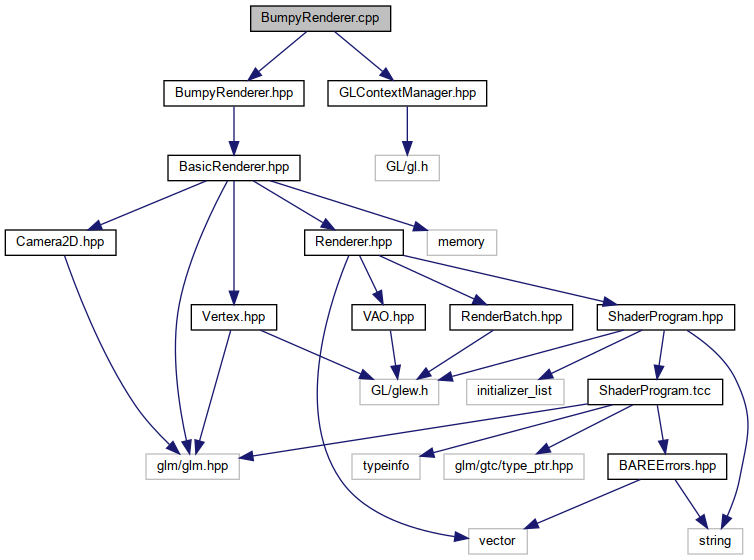 BumpyRenderer.cpp
BumpyRenderer.hpp
GLContextManager.hpp
BasicRenderer.hpp
GL/gl.h
Camera2D.hpp
Renderer.hpp
memory
Vertex.hpp
VAO.hpp
RenderBatch.hpp
ShaderProgram.hpp
GL/glew.h
initializer_list
ShaderProgram.tcc
glm/glm.hpp
typeinfo
glm/gtc/type_ptr.hpp
BAREErrors.hpp
vector
string